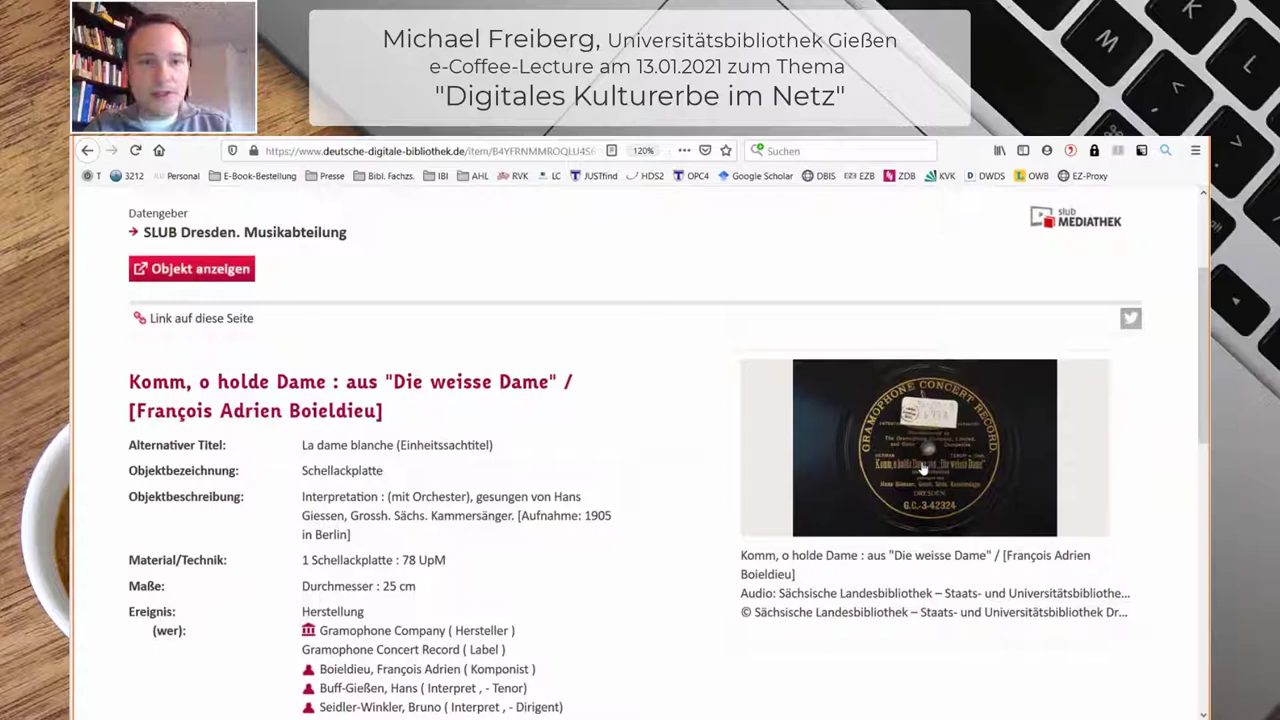 Michael Freiberg, Universitätsbibliothek Gießen
e-Coffee-Lecture am 13.01.2021 zum Thema
"Digitales Kulturerbe im Netz"
https://www.deutsche-digitale-bibliothek.de/item/B4YFRNMMROQLU4S6
120%
Suchen
T 3212 Personal E-Book-Bestellung Presse Bibl. Fachzs. IBI AHL RVK LC JUSTfind HDS2 OPC4 Google Scholar DBIS EZB ZDB KVK DWDS OWB EZ-Proxy
Datengeber
SLUB Dresden. Musikabteilung
slub
MEDIATHEK
Objekt anzeigen
Link auf diese Seite
Komm, o holde Dame : aus "Die weisse Dame" /
[François Adrien Boieldieu]
Alternativer Titel: La dame blanche (Einheitssachtitel)
Objektbezeichnung: Schellackplatte
Objektbeschreibung: Interpretation : (mit Orchester), gesungen von Hans
Giessen, Grossh. Sächs. Kammersänger. [Aufnahme: 1905
in Berlin]
Material/Technik: 1 Schellackplatte : 78 UpM
Maße: Durchmesser : 25 cm
Ereignis: Herstellung
(wer): Gramophone Company ( Hersteller )
Gramophone Concert Record ( Label )
Boieldieu, François Adrien ( Komponist )
Buff-Gießen, Hans ( Interpret , - Tenor)
Seidler-Winkler, Bruno ( Interpret , - Dirigent)
GRAMOPHONE CONCERT RECORD
DRESDEN
G.C.-3-42324
Komm, o holde Dame : aus "Die weisse Dame" / [François Adrien
Boieldieu]
Audio: Sächsische Landesbibliothek – Staats- und Universitätsbibliothe...
© Sächsische Landesbibliothek – Staats- und Universitätsbibliothek Dr...
M
K
L